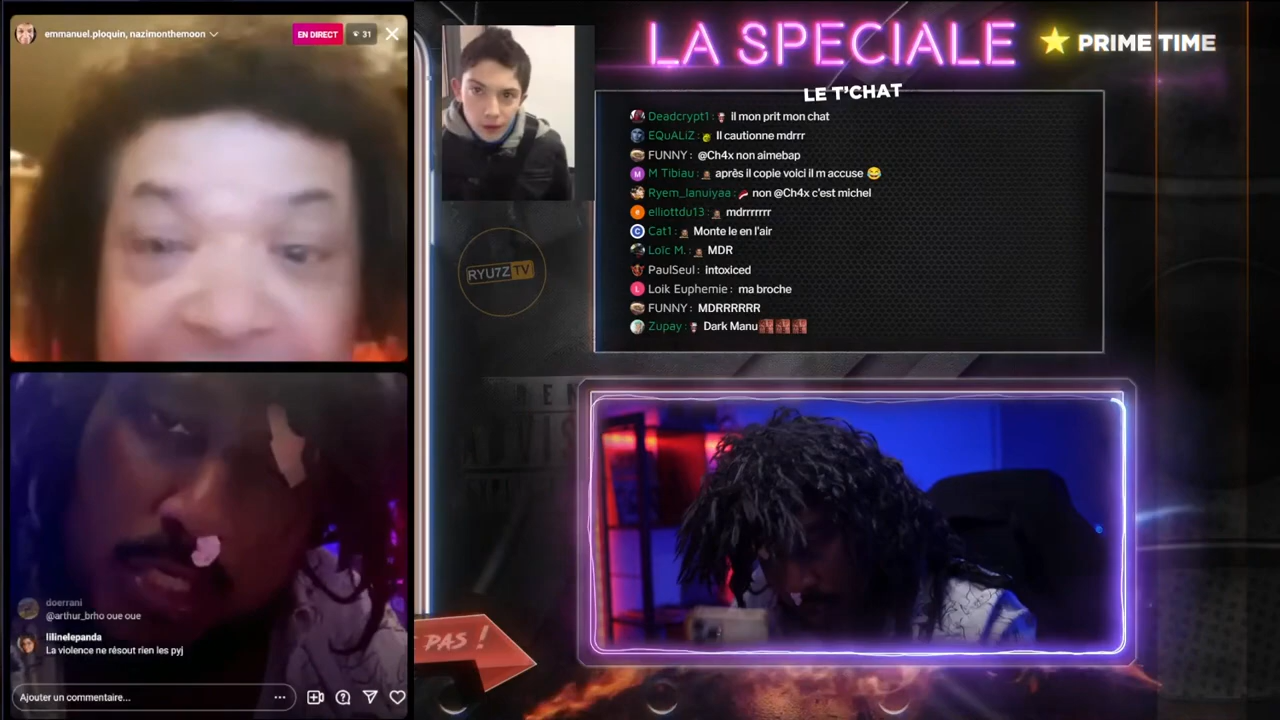 emmanuel.ploquin, nazimonthemoon
EN DIRECT
31
doerrani
@arthur_brho oue oue
lilinelepanda
La violence ne résout rien les pyj
Ajouter un commentaire...
LA SPECIALE
PRIME TIME
LE T'CHAT
Deadcrypt1 : il mon prit mon chat
EQuALiZ : Il cautionne mdrrr
FUNNY : @Ch4x non aimebap
M Tibiau : après il copie voici il m accuse 😂
Ryem_lanuiyaa : non @Ch4x c'est michel
elliottdu13 : mdrrrrrrr
Cat1 : Monte le en l'air
Loïc M. : MDR
PaulSeul : intoxiced
Loik Euphemie : ma broche
FUNNY : MDRRRRRR
Zupay : Dark Manu
RYU7Z TV
PAS !